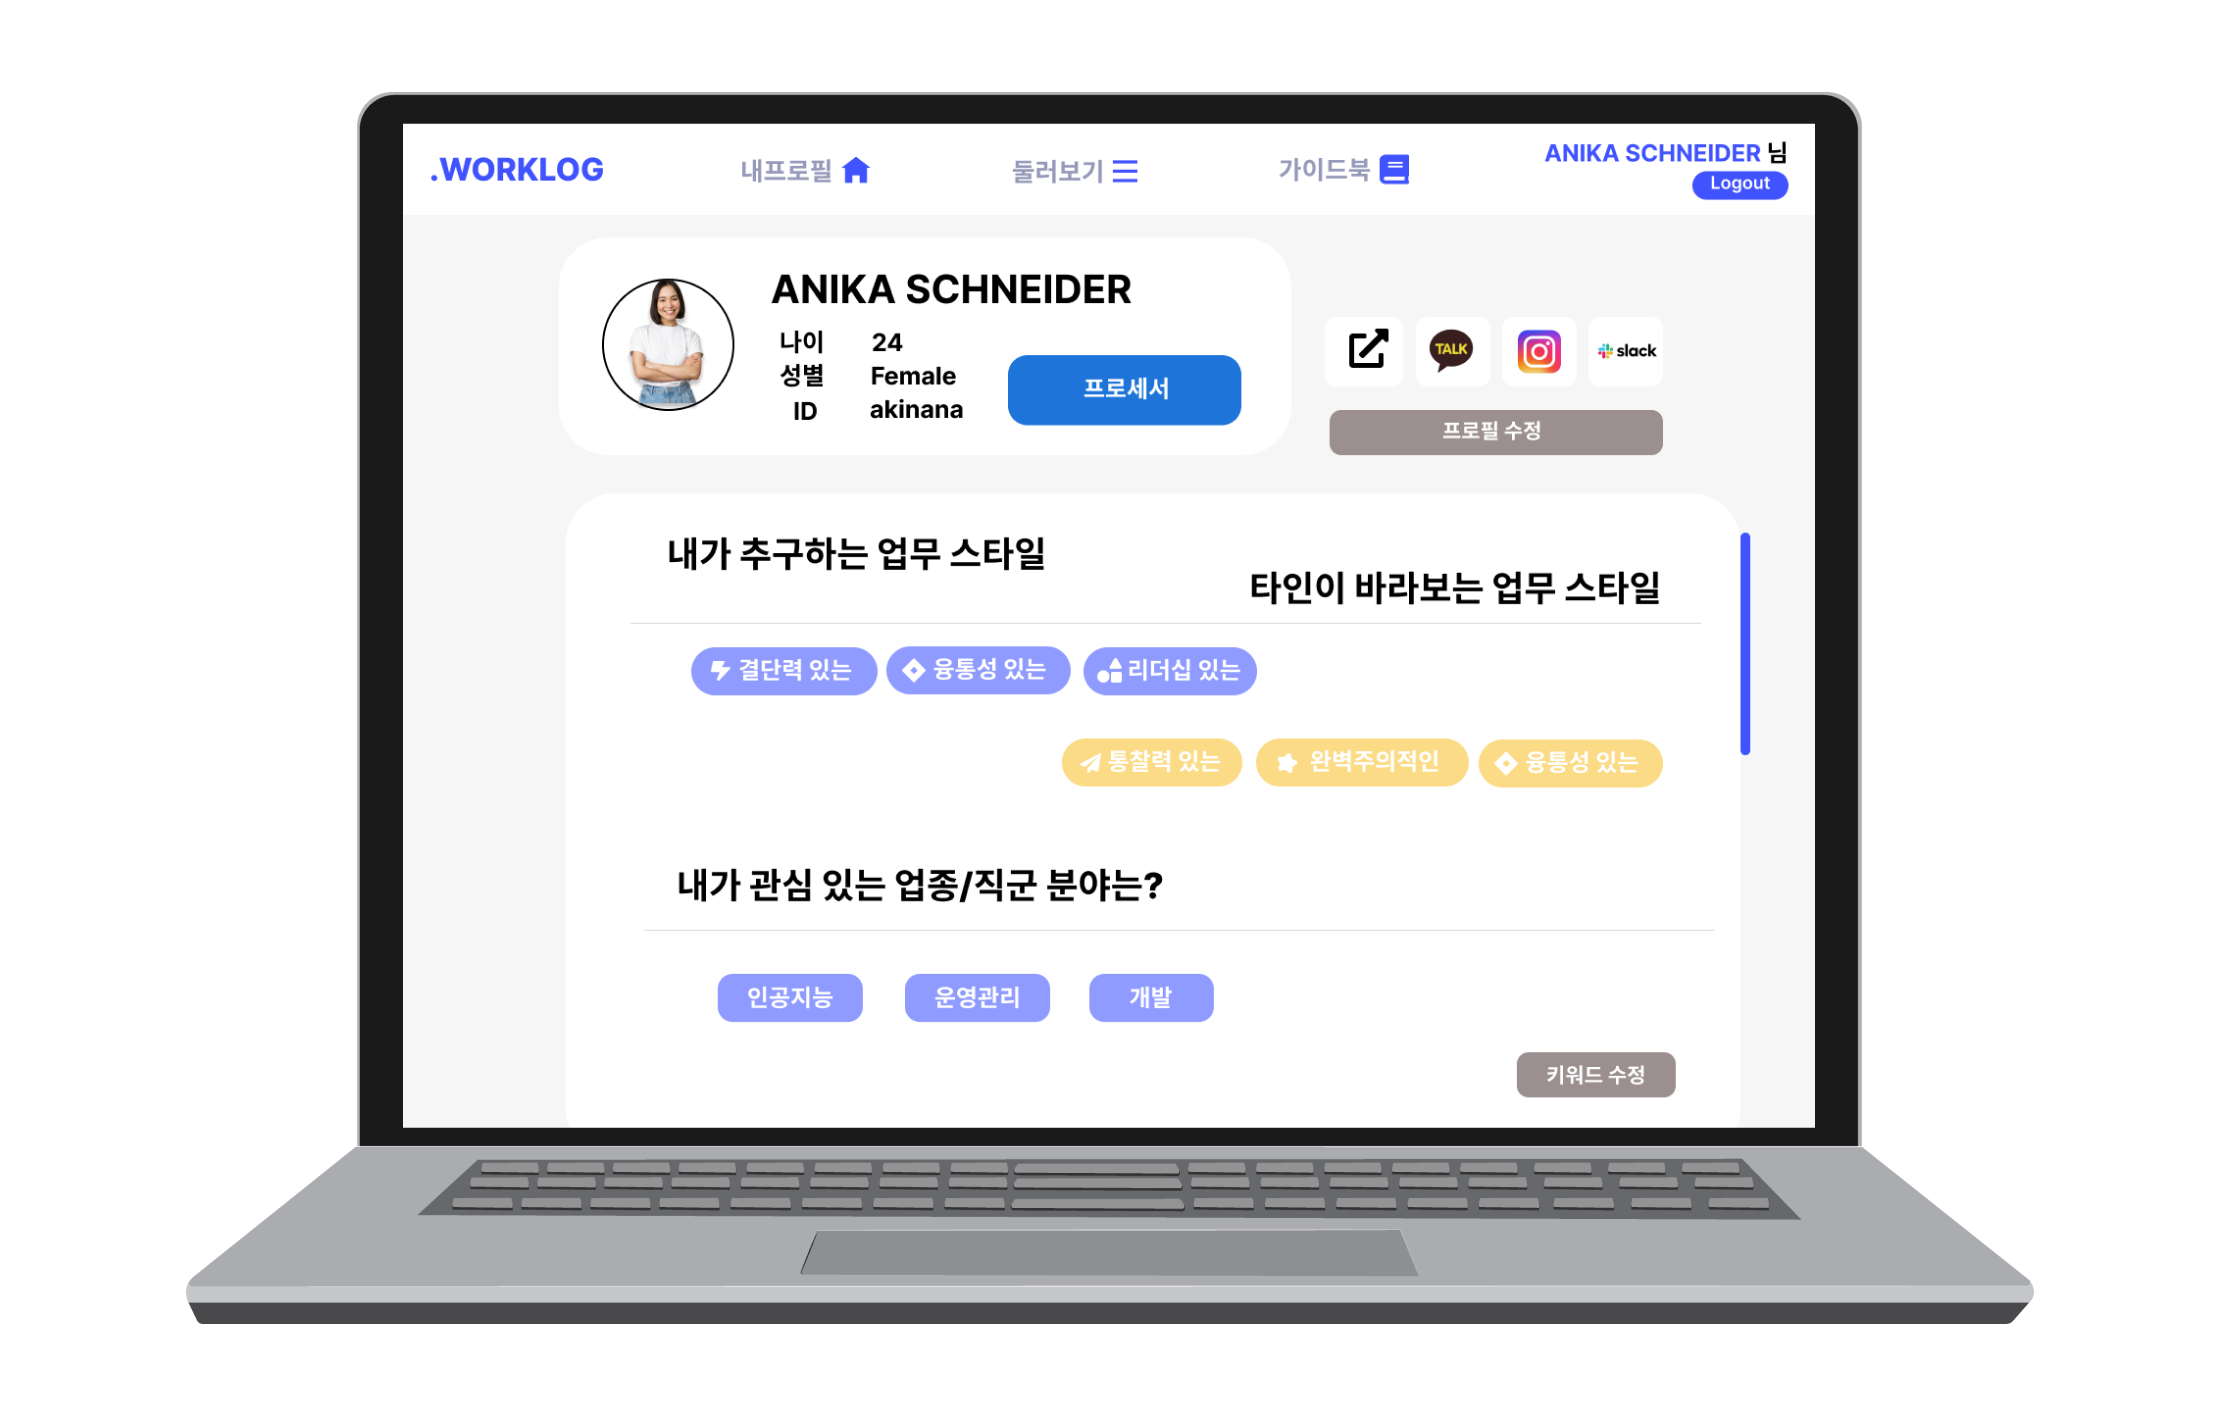 .WORKLOG
내프로필
둘러보기
가이드북
ANIKA SCHNEIDER 님
Logout
ANIKA SCHNEIDER
나이 24
성별 Female
ID akinana
프로세서
TALK
slack
프로필 수정
내가 추구하는 업무 스타일
타인이 바라보는 업무 스타일
결단력 있는
융통성 있는
리더십 있는
통찰력 있는
완벽주의적인
융통성 있는
내가 관심 있는 업종/직군 분야는?
인공지능
운영관리
개발
키워드 수정